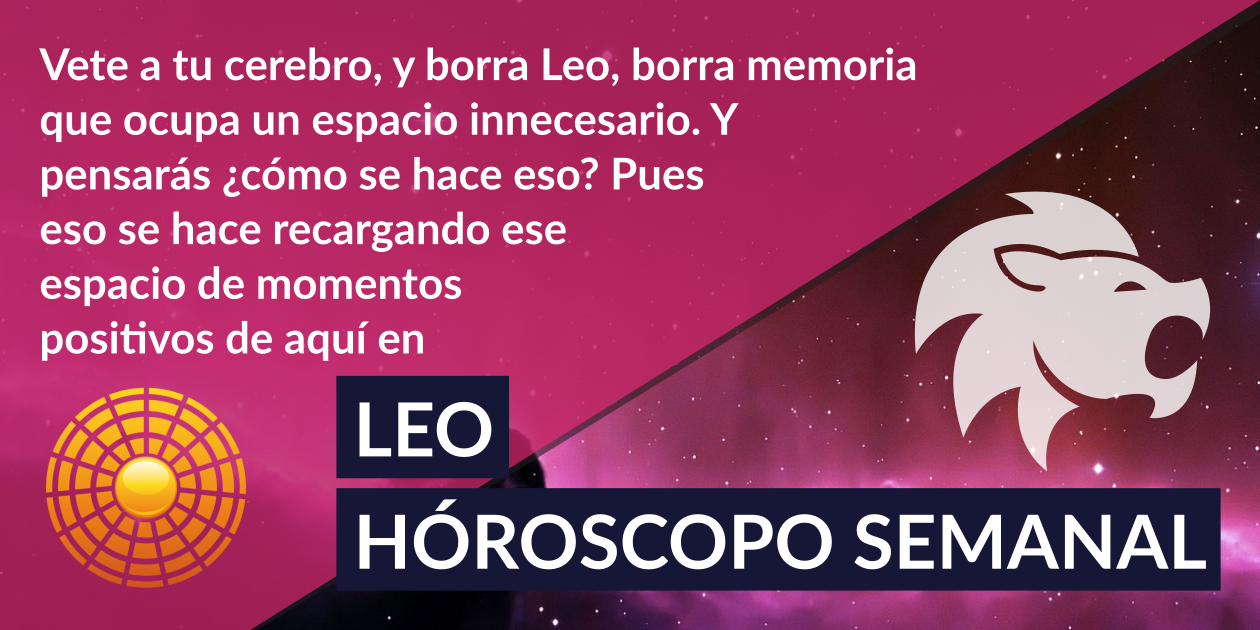 Vete a tu cerebro, y borra Leo, borra memoria
que ocupa un espacio innecesario. Y
pensarás ¿cómo se hace eso? Pues
eso se hace recargando ese
espacio de momentos
positivos de aquí en
LEO
HÓROSCOPO SEMANAL